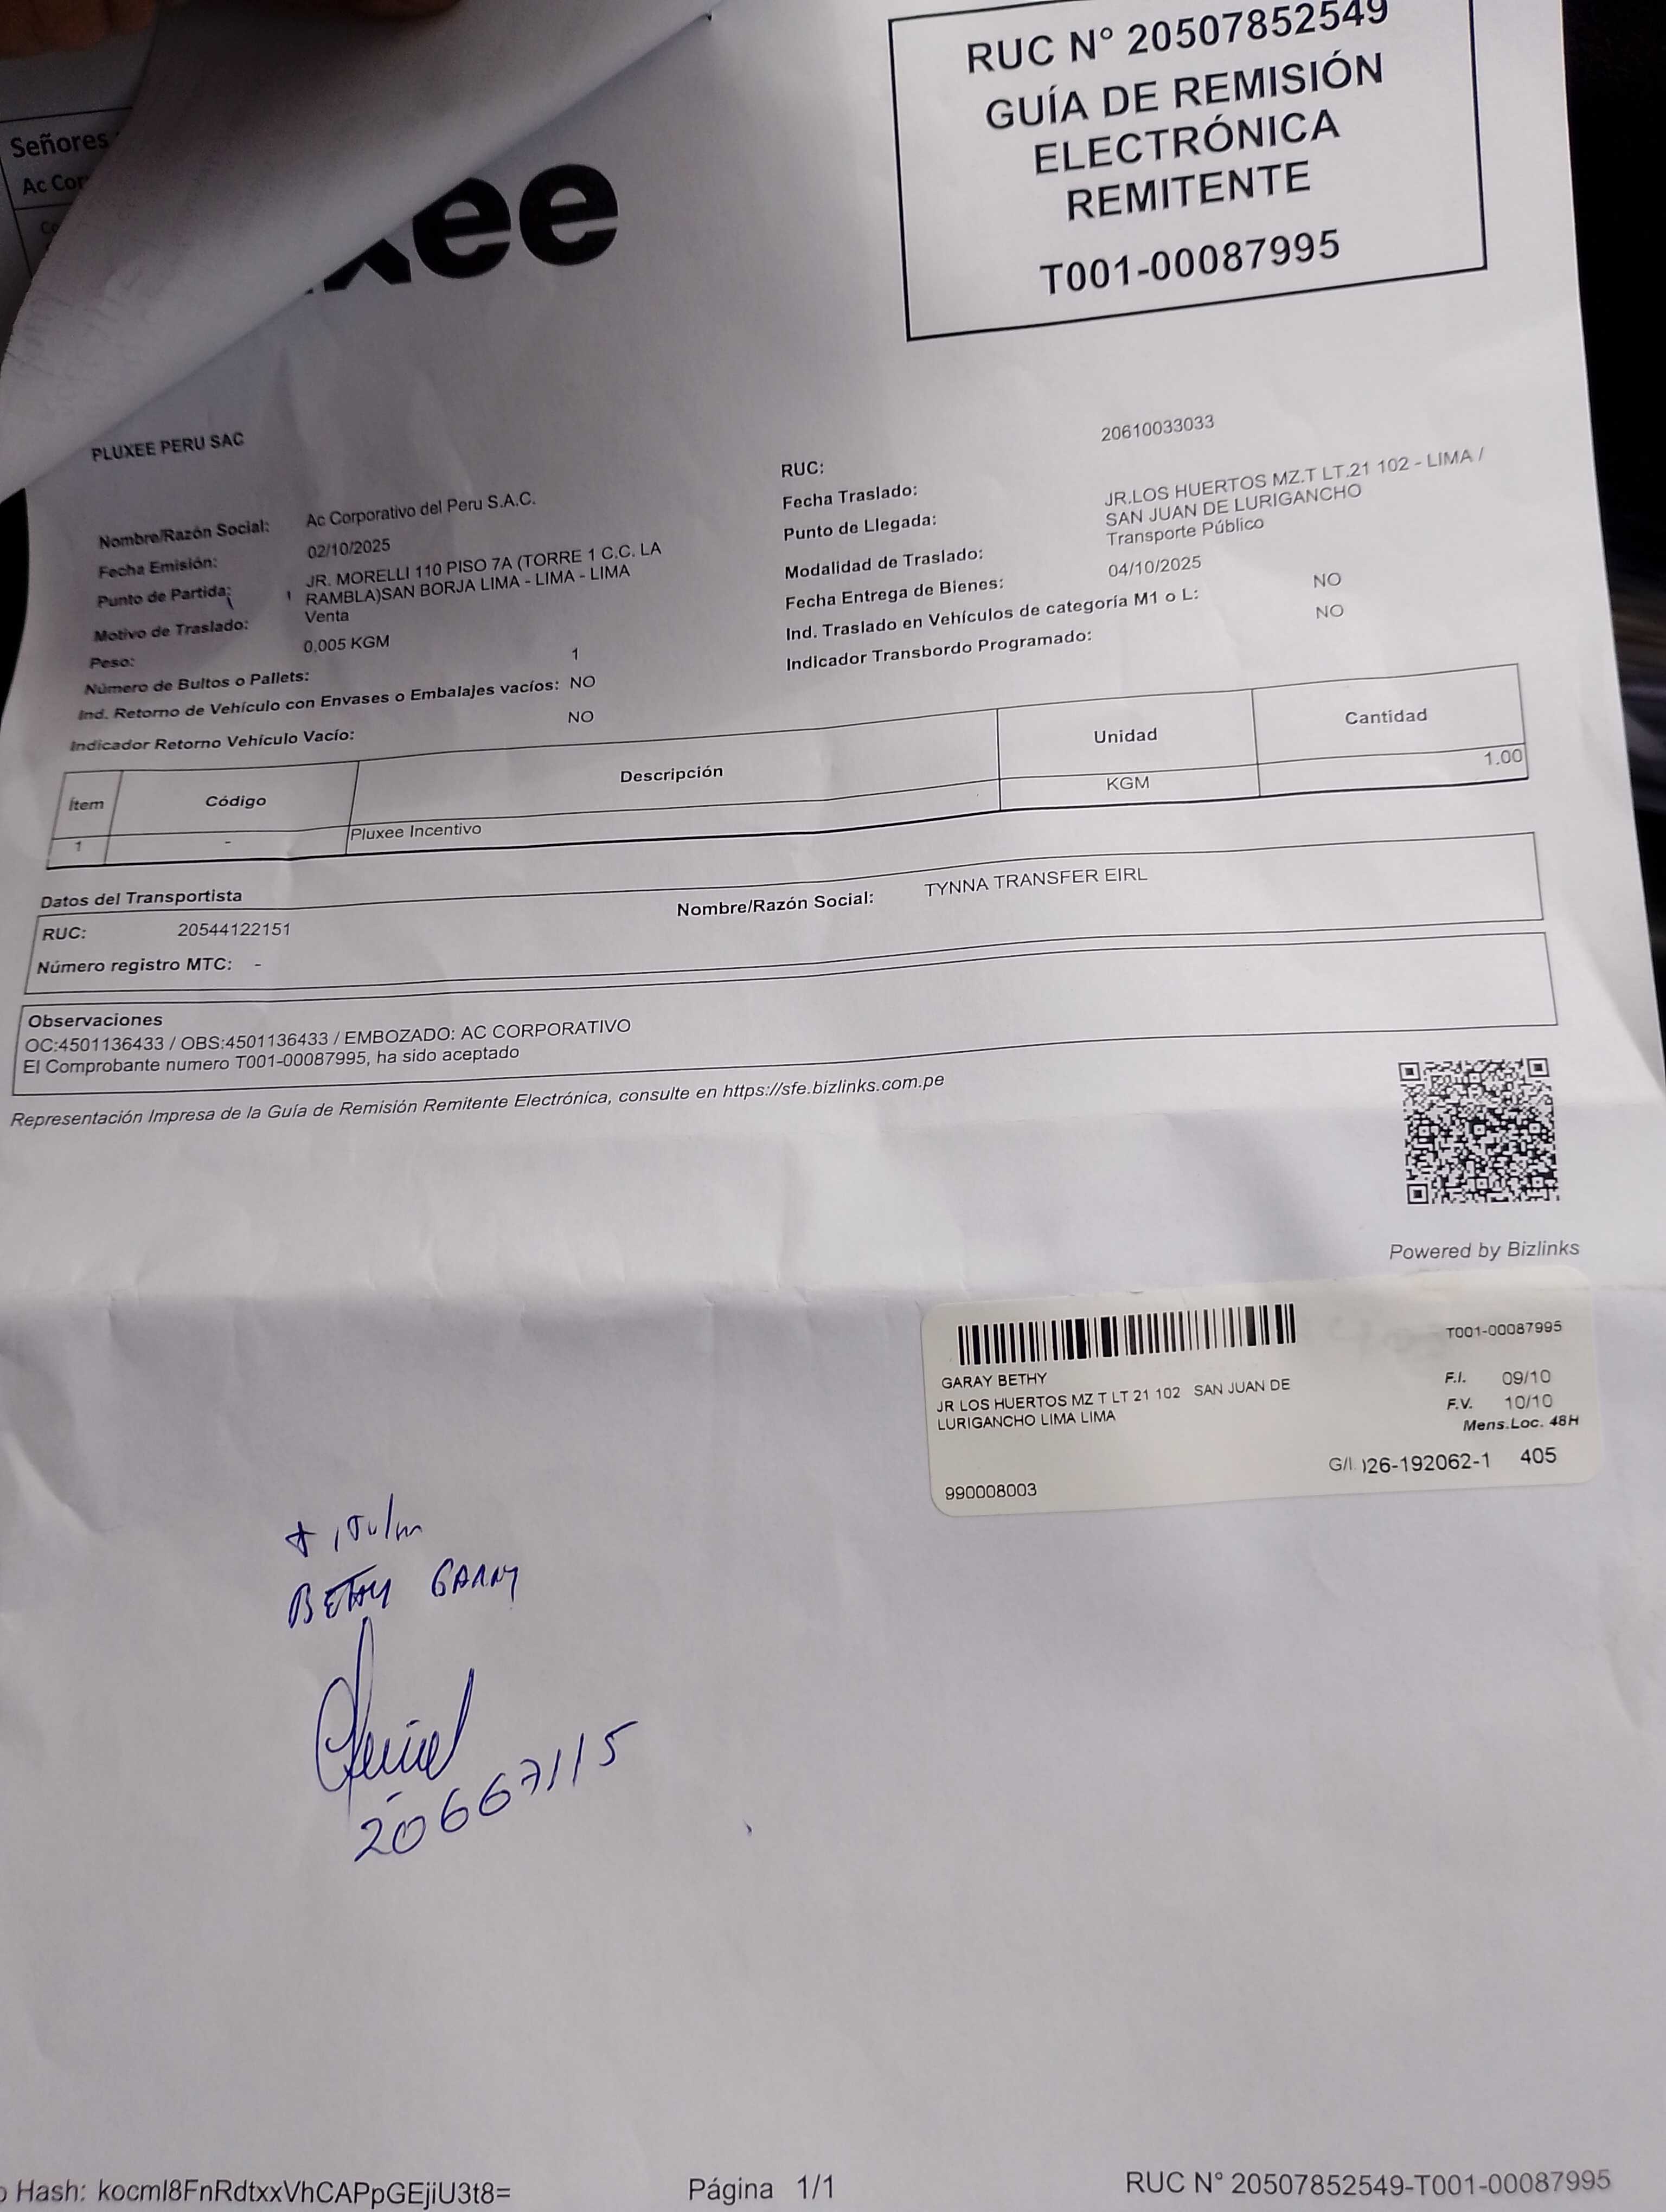 Señores
Ac Cor
xee
RUC N° 20507852549
GUÍA DE REMISIÓN
ELECTRÓNICA
REMITENTE
T001-00087995
PLUXEE PERU SAC
Nombre/Razón Social: Ac Corporativo del Peru S.A.C.
Fecha Emisión: 02/10/2025
Punto de Partida: JR. MORELLI 110 PISO 7A (TORRE 1 C.C. LA
RAMBLA)SAN BORJA LIMA - LIMA - LIMA
Motivo de Traslado: Venta
Peso: 0.005 KGM
Número de Bultos o Pallets: 1
Ind. Retorno de Vehículo con Envases o Embalajes vacíos: NO
Indicador Retorno Vehículo Vacío: NO
RUC: 20610033033
Fecha Traslado:
Punto de Llegada: JR.LOS HUERTOS MZ.T LT.21 102 - LIMA /
SAN JUAN DE LURIGANCHO
Modalidad de Traslado: Transporte Público
Fecha Entrega de Bienes: 04/10/2025
Ind. Traslado en Vehículos de categoría M1 o L: NO
Indicador Transbordo Programado: NO
Ítem Código Descripción Unidad Cantidad
1 - Pluxee Incentivo KGM 1.00
Datos del Transportista
RUC: 20544122151 Nombre/Razón Social: TYNNA TRANSFER EIRL
Número registro MTC: -
Observaciones
OC:4501136433 / OBS:4501136433 / EMBOZADO: AC CORPORATIVO
El Comprobante numero T001-00087995, ha sido aceptado
Representación Impresa de la Guía de Remisión Remitente Electrónica, consulte en https://sfe.bizlinks.com.pe
Powered by Bizlinks
T001-00087995
GARAY BETHY
JR LOS HUERTOS MZ T LT 21 102 SAN JUAN DE
LURIGANCHO LIMA LIMA
F.I. 09/10
F.V. 10/10
Mens.Loc. 48H
G/I )26-192062-1 405
990008003
BETHY GARAY
20667115
o Hash: kocml8FnRdtxxVhCAPpGEjiU3t8=
Página 1/1
RUC N° 20507852549-T001-00087995